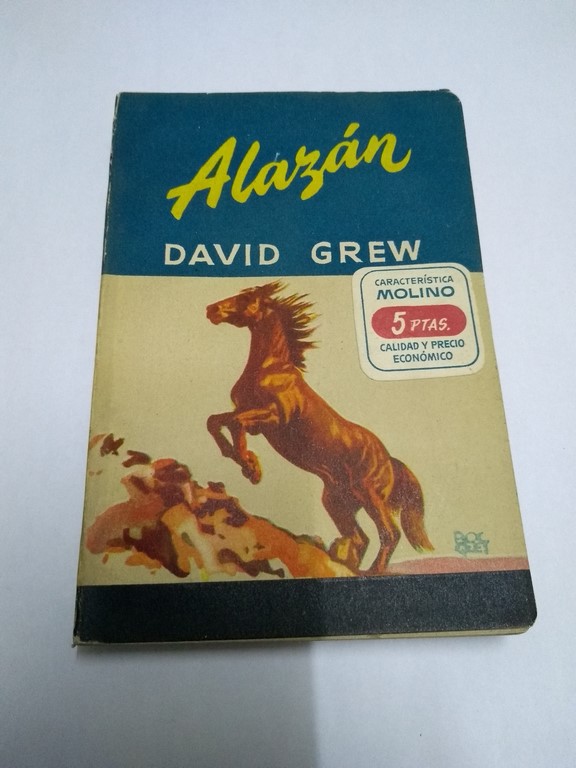 Alazán
DAVID GREW
CARACTERÍSTICA
MOLINO
5 PTAS.
CALIDAD Y PRECIO
ECONÓMICO